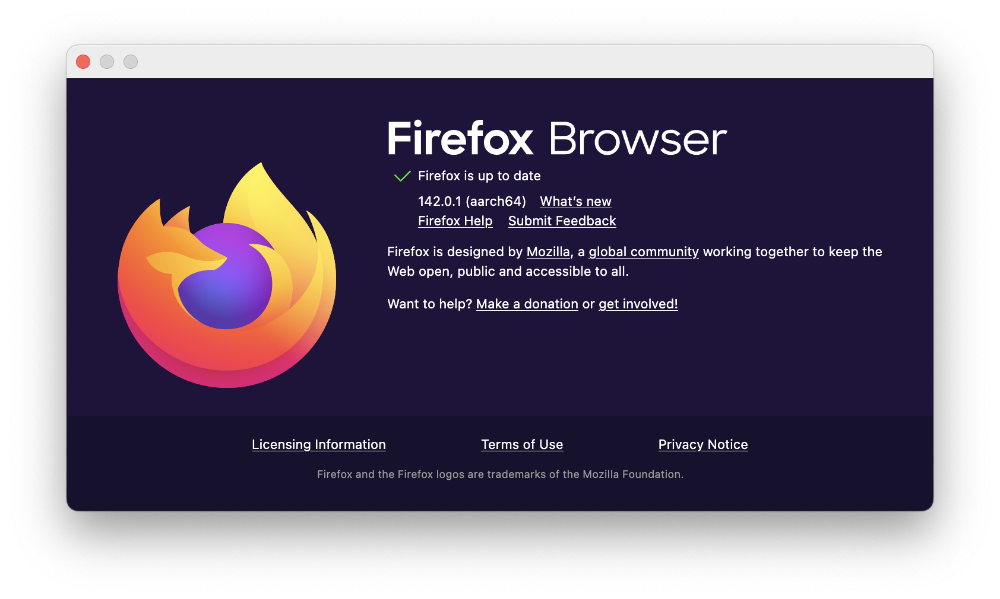 Firefox Browser
Firefox is up to date
142.0.1 (aarch64) What’s new
Firefox Help Submit Feedback
Firefox is designed by Mozilla, a global community working together to keep the
Web open, public and accessible to all.
Want to help? Make a donation or get involved!
Licensing Information Terms of Use Privacy Notice
Firefox and the Firefox logos are trademarks of the Mozilla Foundation.